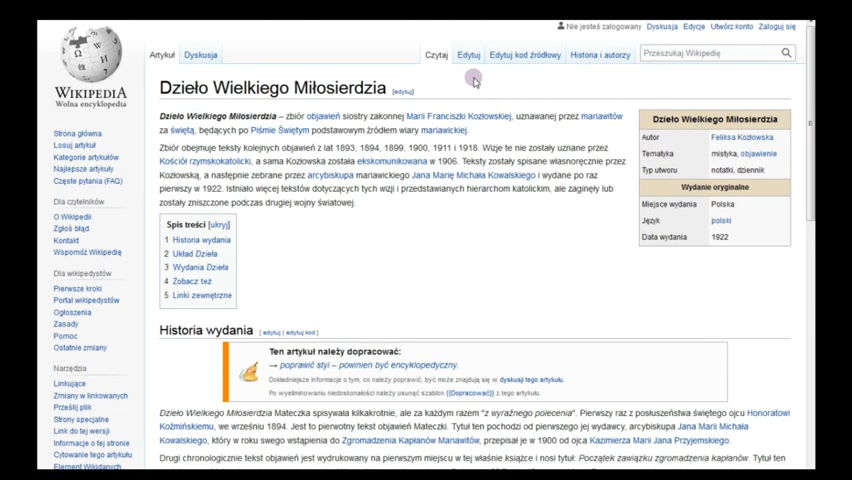 Nie jesteś zalogowany Dyskusja Edycje Utwórz konto Zaloguj się
Artykuł Dyskusja Czytaj Edytuj Edytuj kod źródłowy Historia i autorzy Przeszukaj Wikipedię
WIKIPEDIA
Wolna encyklopedia
Strona główna
Losuj artykuł
Kategorie artykułów
Najlepsze artykuły
Częste pytania (FAQ)
Dla czytelników
O Wikipedii
Zgłoś błąd
Kontakt
Wspomóż Wikipedię
Dla wikipedystów
Pierwsze kroki
Portal wikipedystów
Ogłoszenia
Zasady
Pomoc
Ostatnie zmiany
Narzędzia
Linkujące
Zmiany w linkowanych
Prześlij plik
Strony specjalne
Link do tej wersji
Informacje o tej stronie
Cytowanie tego artykułu
Element Wikidanych
Dzieło Wielkiego Miłosierdzia [edytuj]
Dzieło Wielkiego Miłosierdzia – zbiór objawień siostry zakonnej Marii Franciszki Kozłowskiej, uznawanej przez mariawitów
za świętą, będących po Piśmie Świętym podstawowym źródłem wiary mariawickiej.
Zbiór obejmuje teksty kolejnych objawień z lat 1893, 1894, 1899, 1900, 1911 i 1918. Wizje te nie zostały uznane przez
Kościół rzymskokatolicki, a sama Kozłowska została ekskomunikowana w 1906. Teksty zostały spisane własnoręcznie przez
Kozłowską, a następnie zebrane przez arcybiskupa mariawickiego Jana Marię Michała Kowalskiego i wydane po raz
pierwszy w 1922. Istniało więcej tekstów dotyczących tych wizji i przedstawianych hierarchom katolickim, ale zaginęły lub
zostały zniszczone podczas drugiej wojny światowej.
Dzieło Wielkiego Miłosierdzia
Autor Feliksa Kozłowska
Tematyka mistyka, objawienie
Typ utworu notatki, dziennik
Wydanie oryginalne
Miejsce wydania Polska
Język polski
Data wydania 1922
Spis treści [ukryj]
1 Historia wydania
2 Układ Dzieła
3 Wydania Dzieła
4 Zobacz też
5 Linki zewnętrzne
Historia wydania [ edytuj | edytuj kod ]
Ten artykuł należy dopracować:
→ poprawić styl – powinien być encyklopedyczny.
Dokładniejsze informacje o tym, co należy poprawić, być może znajdują się w dyskusji tego artykułu.
Po wyeliminowaniu niedoskonałości należy usunąć szablon {{Dopracować}} z tego artykułu.
Dzieło Wielkiego Miłosierdzia Mateczka spisywała kilkakrotnie, ale za każdym razem "z wyraźnego polecenia". Pierwszy raz z posłuszeństwa świętego ojcu Honoratowi
Koźmińskiemu, we wrześniu 1894. Jest to pierwotny tekst objawień Mateczki. Tytuł ten pochodzi od pierwszego jej wydawcy, arcybiskupa Jana Marii Michała
Kowalskiego, który w roku swego wstąpienia do Zgromadzenia Kapłanów Mariawitów, przepisał je w 1900 od ojca Kazimierza Marii Jana Przyjemskiego.
Drugi chronologicznie tekst objawień jest wydrukowany na pierwszym miejscu w tej właśnie książce i nosi tytuł: Początek zawiązku zgromadzenia kapłanów. Tytuł ten